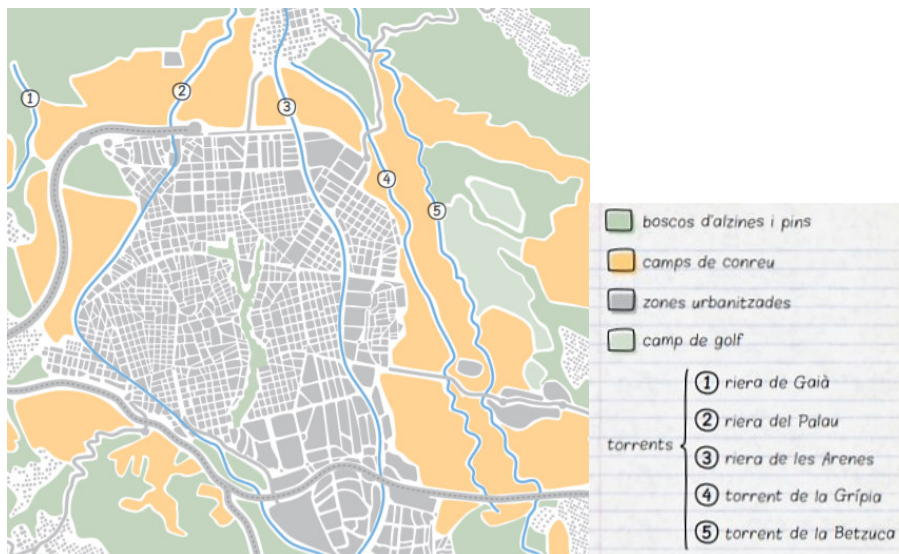 1
2
3
4
5
boscos d'alzines i pins
camps de conreu
zones urbanitzades
camp de golf
torrents
1 riera de Gaià
2 riera del Palau
3 riera de les Arenes
4 torrent de la Grípia
5 torrent de la Betzuca